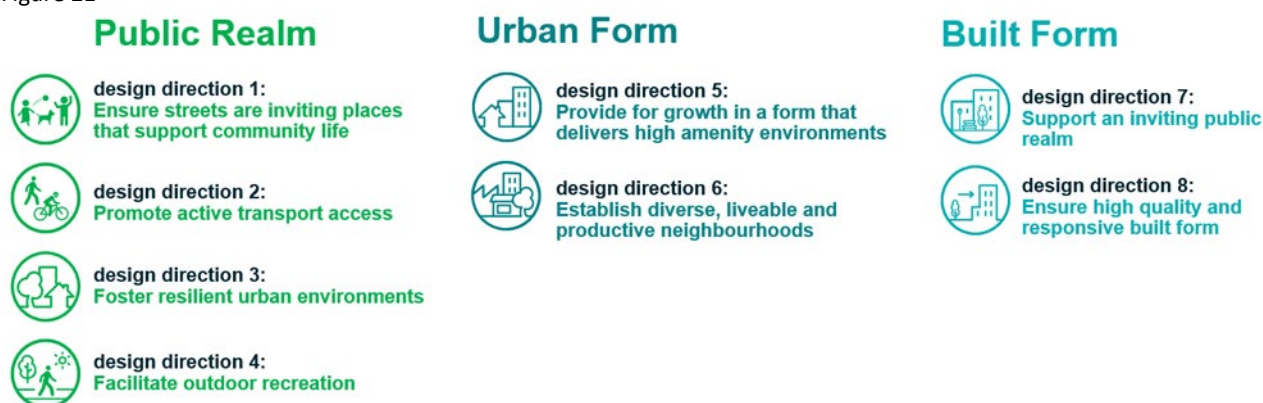 Public Realm
design direction 1:
Ensure streets are inviting places
that support community life
design direction 2:
Promote active transport access
design direction 3:
Foster resilient urban environments
design direction 4:
Facilitate outdoor recreation
Urban Form
design direction 5:
Provide for growth in a form that
delivers high amenity environments
design direction 6:
Establish diverse, liveable and
productive neighbourhoods
Built Form
design direction 7:
Support an inviting public
realm
design direction 8:
Ensure high quality and
responsive built form